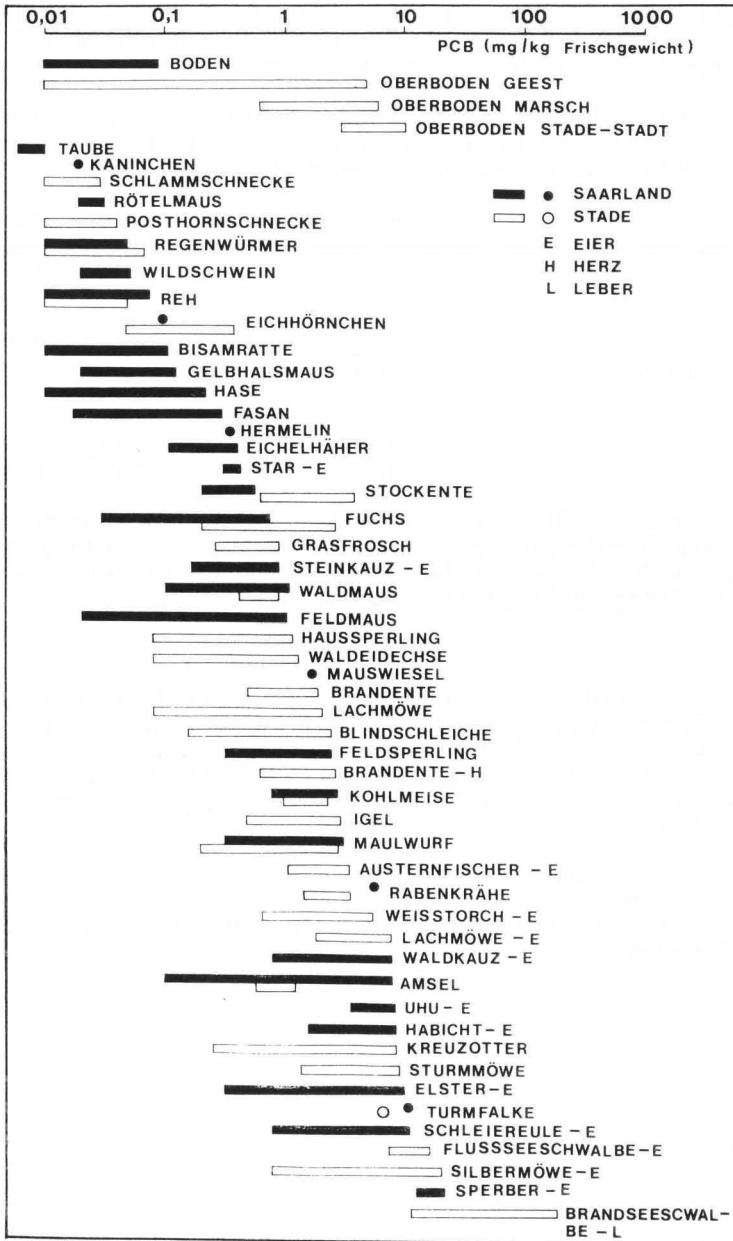 0,01 0,1 1 10 100 1000
PCB (mg/kg Frischgewicht)
BODEN
OBERBODEN GEEST
OBERBODEN MARSCH
OBERBODEN STADE-STADT
TAUBE
KANINCHEN
SCHLAMMSCHNECKE
RÖTELMAUS
POSTHORNSCHNECKE
REGENWÜRMER
WILDSCHWEIN
REH
EICHHÖRNCHEN
BISAMRATTE
GELBHALSMAUS
HASE
FASAN
HERMELIN
EICHELHÄHER
STAR-E
STOCKENTE
FUCHS
GRASFROSCH
STEINKAUZ-E
WALDMAUS
FELDMAUS
HAUSSPERLING
WALDEIDECHSE
MAUSWIESEL
BRANDENTE
LACHMÖWE
BLINDSCHLEICHE
FELDSPERLING
BRANDENTE-H
KOHLMEISE
IGEL
MAULWURF
AUSTERNFISCHER-E
RABENKRÄHE
WEISSTORCH-E
LACHMÖWE-E
WALDKAUZ-E
AMSEL
UHU-E
HABICHT-E
KREUZOTTER
STURMMÖWE
ELSTER-E
TURMFALKE
SCHLEIEREULE-E
FLUSSSEESCHWALBE-E
SILBERMÖWE-E
SPERBER-E
BRANDSEESCWAL-
BE-L
SAARLAND
STADE
E EIER
H HERZ
L LEBER